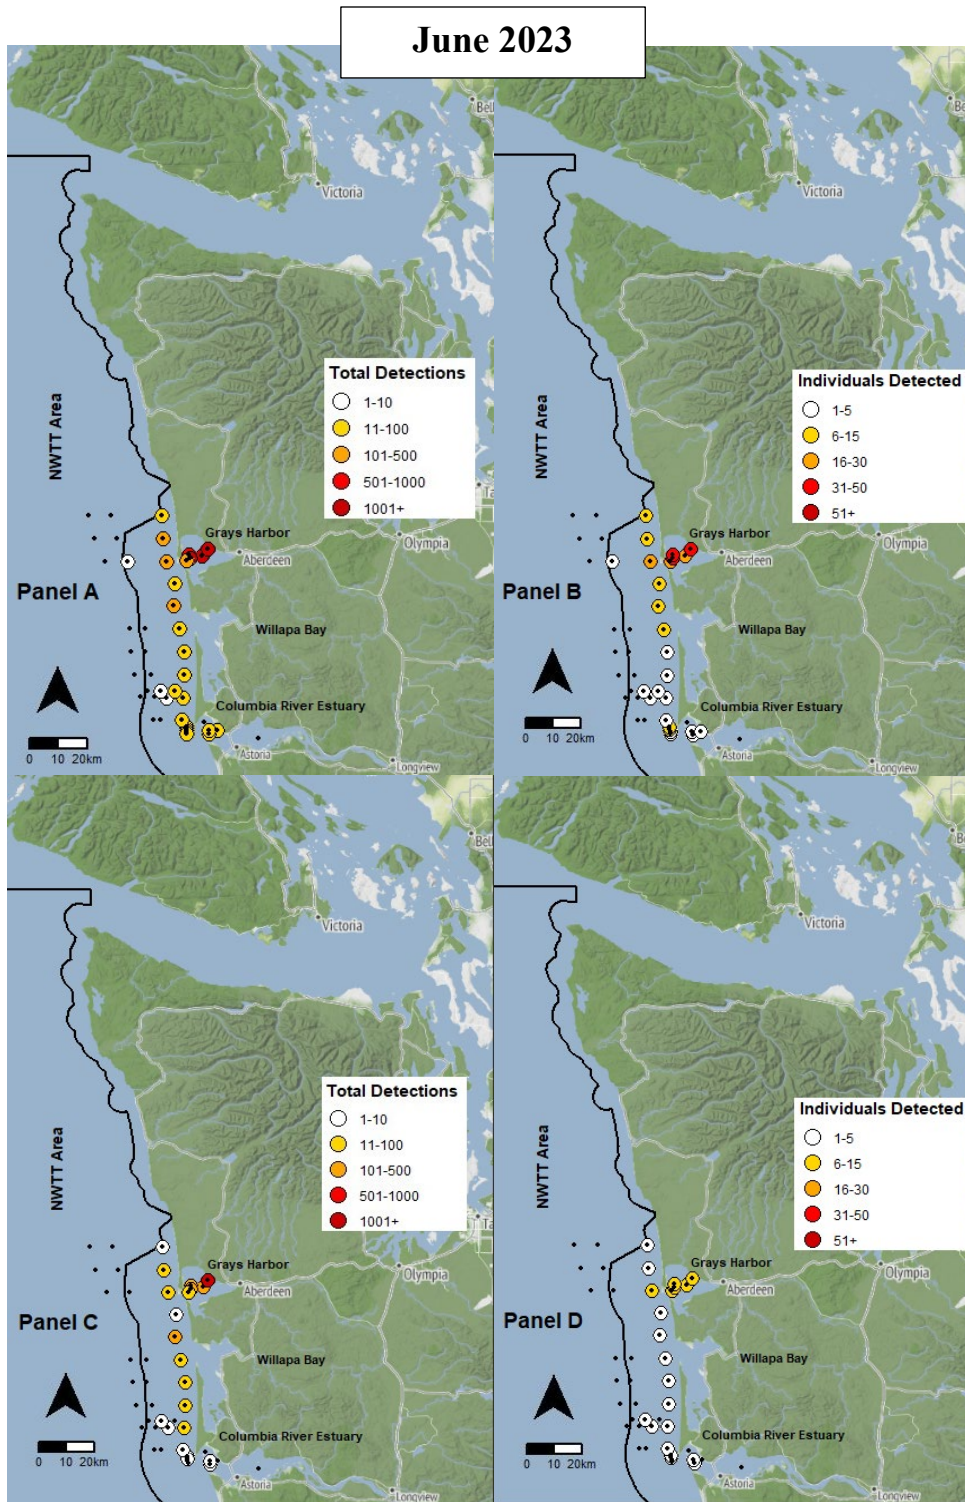 June 2023
Bel
Victoria
NWTT Area
Total Detections
1-10
11-100
101-500
501-1000
1001+
Grays Harbor
Aberdeen
Olympia
Ta
Panel A
Willapa Bay
Columbia River Estuary
0 10 20km
Astoria
Longview
Be
Victoria
NWTT Area
Individuals Detected
1-5
6-15
16-30
31-50
51+
Grays Harbor
Aberdeen
Olympia
Panel B
Willapa Bay
Columbia River Estuary
0 10 20km
Astoria
Longview
Bel
Victoria
NWTT Area
Total Detections
1-10
11-100
101-500
501-1000
1001+
Ta
Grays Harbor
Aberdeen
Olympia
Panel C
Willapa Bay
Columbia River Estuary
0 10 20km
Astoria
Longview
B
Victoria
NWTT Area
Individuals Detected
1-5
6-15
16-30
31-50
51+
Grays Harbor
Aberdeen
Olympia
Panel D
Willapa Bay
Columbia River Estuary
0 10 20km
Astoria
Longview